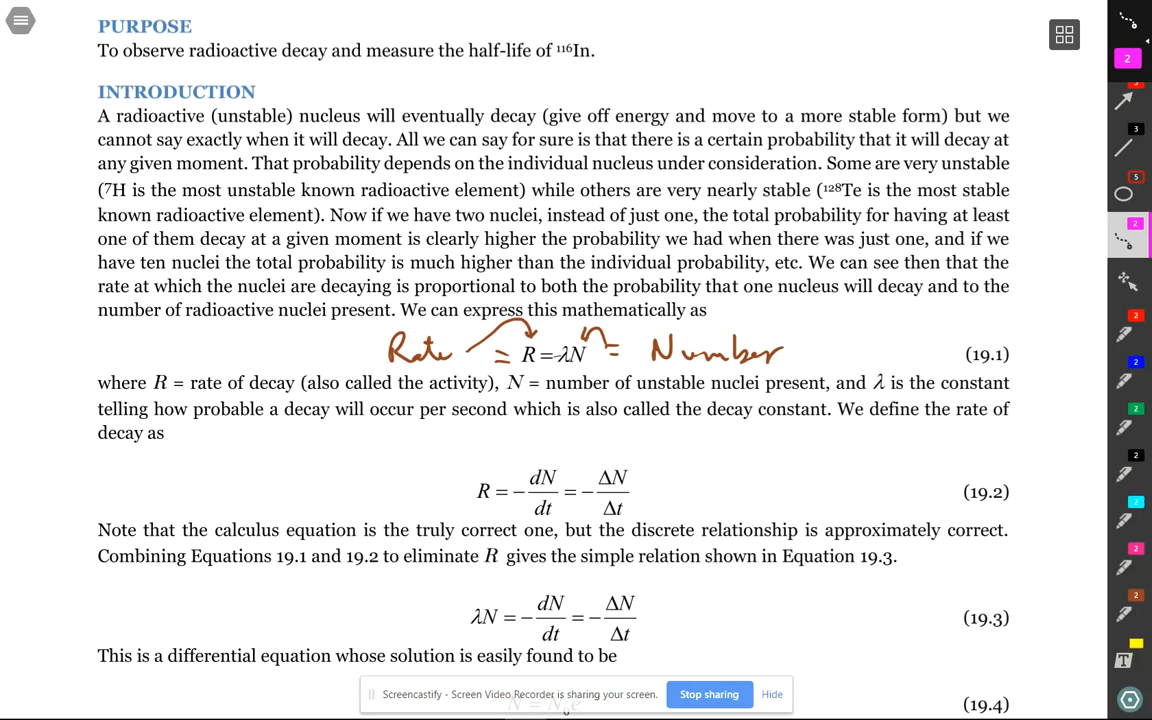 PURPOSE
To observe radioactive decay and measure the half-life of ¹¹⁶In.
INTRODUCTION
A radioactive (unstable) nucleus will eventually decay (give off energy and move to a more stable form) but we
cannot say exactly when it will decay. All we can say for sure is that there is a certain probability that it will decay at
any given moment. That probability depends on the individual nucleus under consideration. Some are very unstable
(7H is the most unstable known radioactive element) while others are very nearly stable (¹²⁸Te is the most stable
known radioactive element). Now if we have two nuclei, instead of just one, the total probability for having at least
one of them decay at a given moment is clearly higher the probability we had when there was just one, and if we
have ten nuclei the total probability is much higher than the individual probability, etc. We can see then that the
rate at which the nuclei are decaying is proportional to both the probability that one nucleus will decay and to the
number of radioactive nuclei present. We can express this mathematically as
Rate = R = λN = Number (19.1)
where R = rate of decay (also called the activity), N = number of unstable nuclei present, and λ is the constant
telling how probable a decay will occur per second which is also called the decay constant. We define the rate of
decay as
R = − dN/dt = − ΔN/Δt (19.2)
Note that the calculus equation is the truly correct one, but the discrete relationship is approximately correct.
Combining Equations 19.1 and 19.2 to eliminate R gives the simple relation shown in Equation 19.3.
λN = − dN/dt = − ΔN/Δt (19.3)
This is a differential equation whose solution is easily found to be
Screencastify - Screen Video Recorder is sharing your screen. Stop sharing Hide
(19.4)
2
3
5
2
2
2
2
2
2
2
2
T